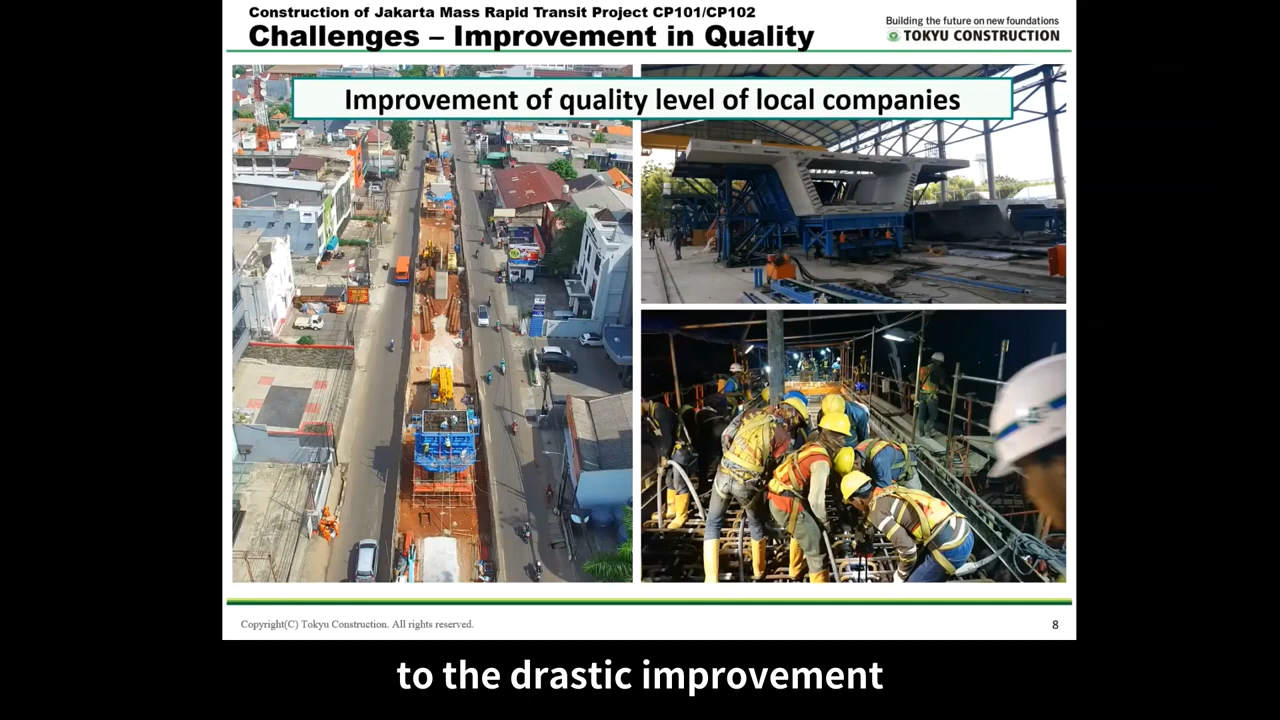 Construction of Jakarta Mass Rapid Transit Project CP101/CP102
Challenges – Improvement in Quality
Building the future on new foundations
TOKYU CONSTRUCTION
Improvement of quality level of local companies
Copyright(C) Tokyu Construction. All rights reserved.
8
to the drastic improvement